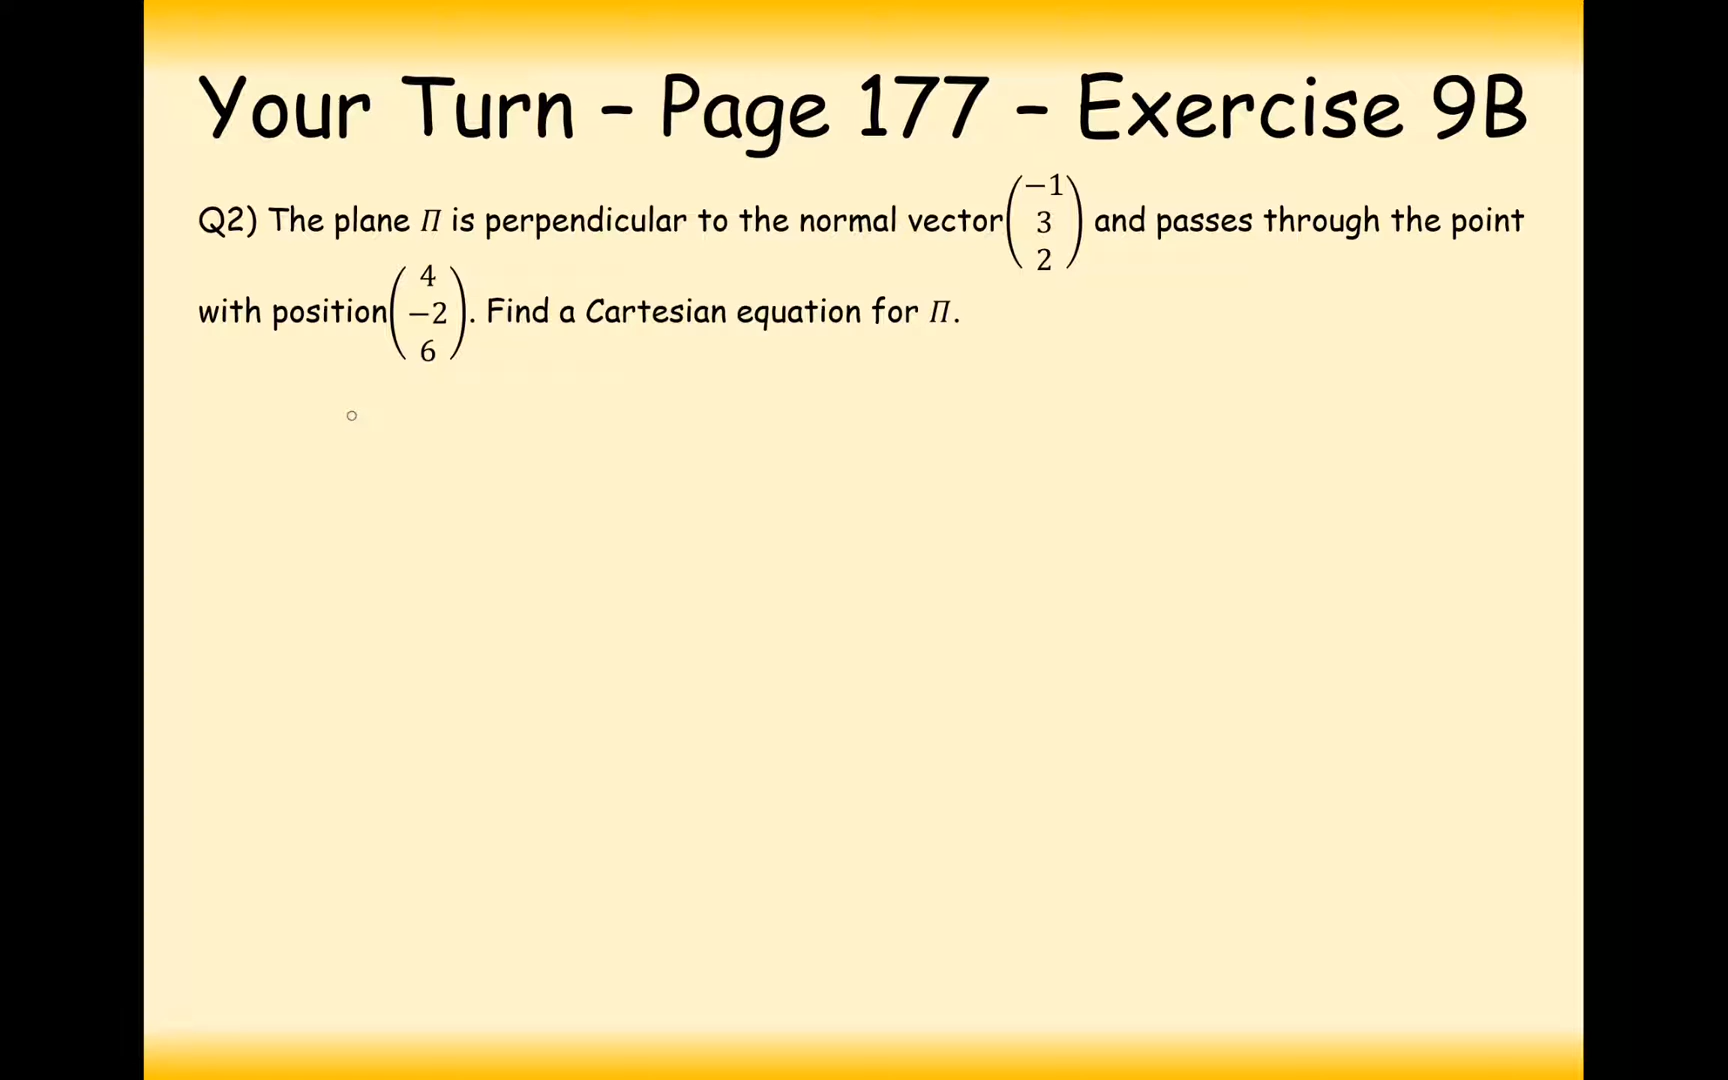 Your Turn – Page 177 – Exercise 9B
Q2) The plane Π is perpendicular to the normal vector (−1 3 2) and passes through the point
with position (4 −2 6). Find a Cartesian equation for Π.